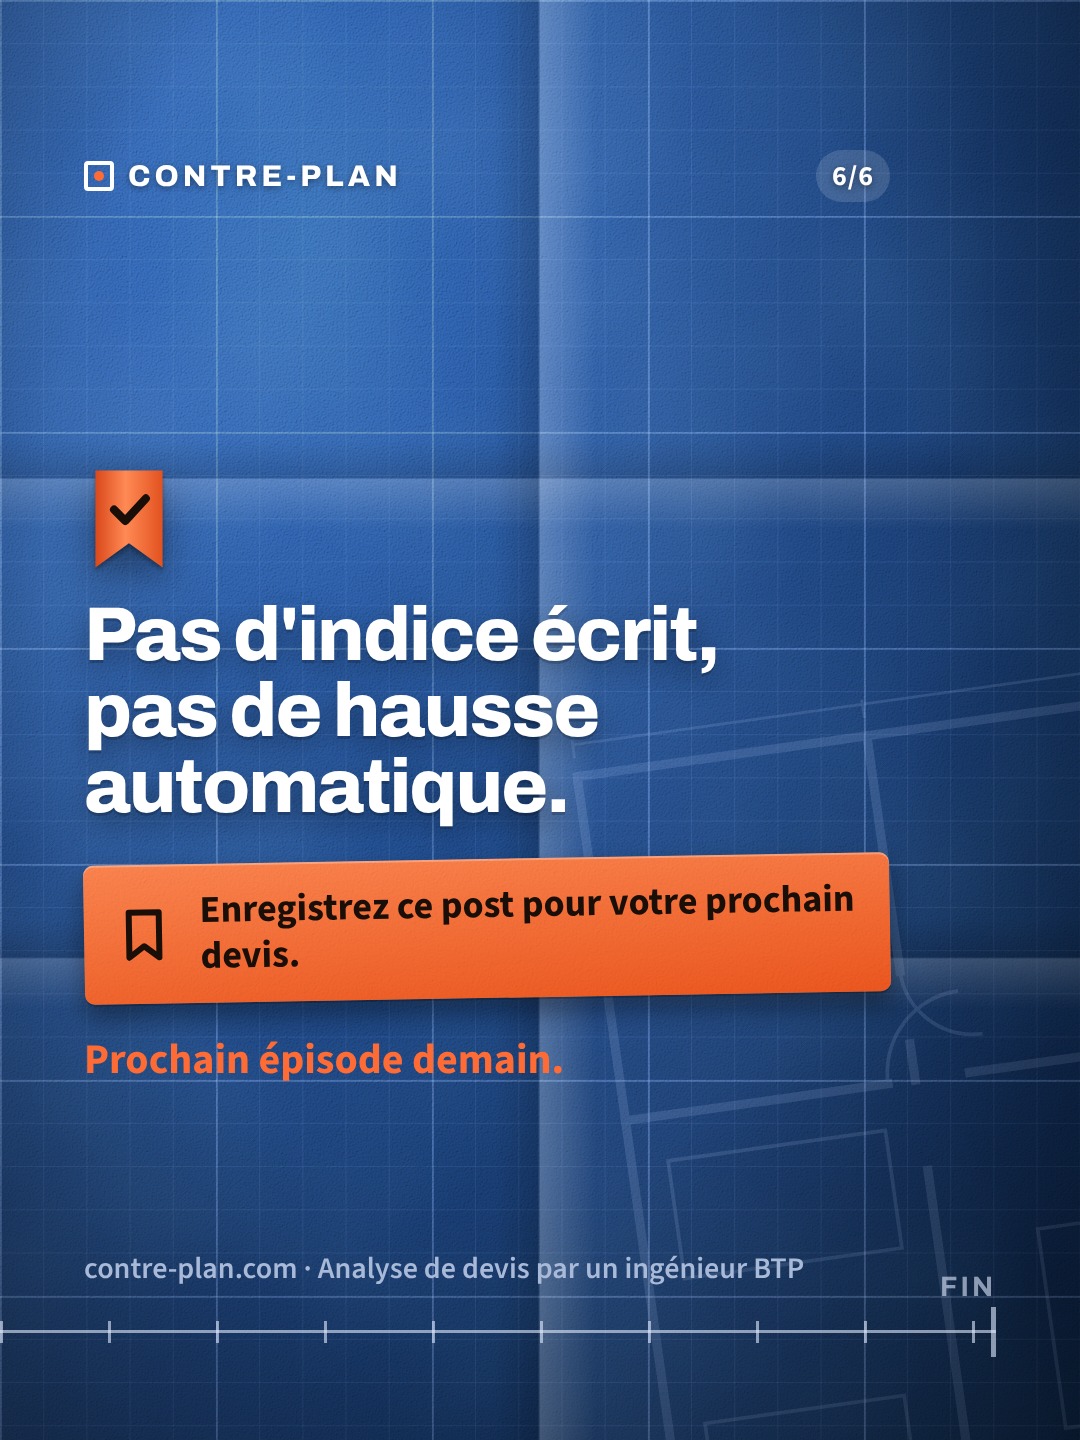 CONTRE-PLAN
6/6
Pas d'indice écrit,
pas de hausse
automatique.
Enregistrez ce post pour votre prochain
devis.
Prochain épisode demain.
contre-plan.com · Analyse de devis par un ingénieur BTP
FIN